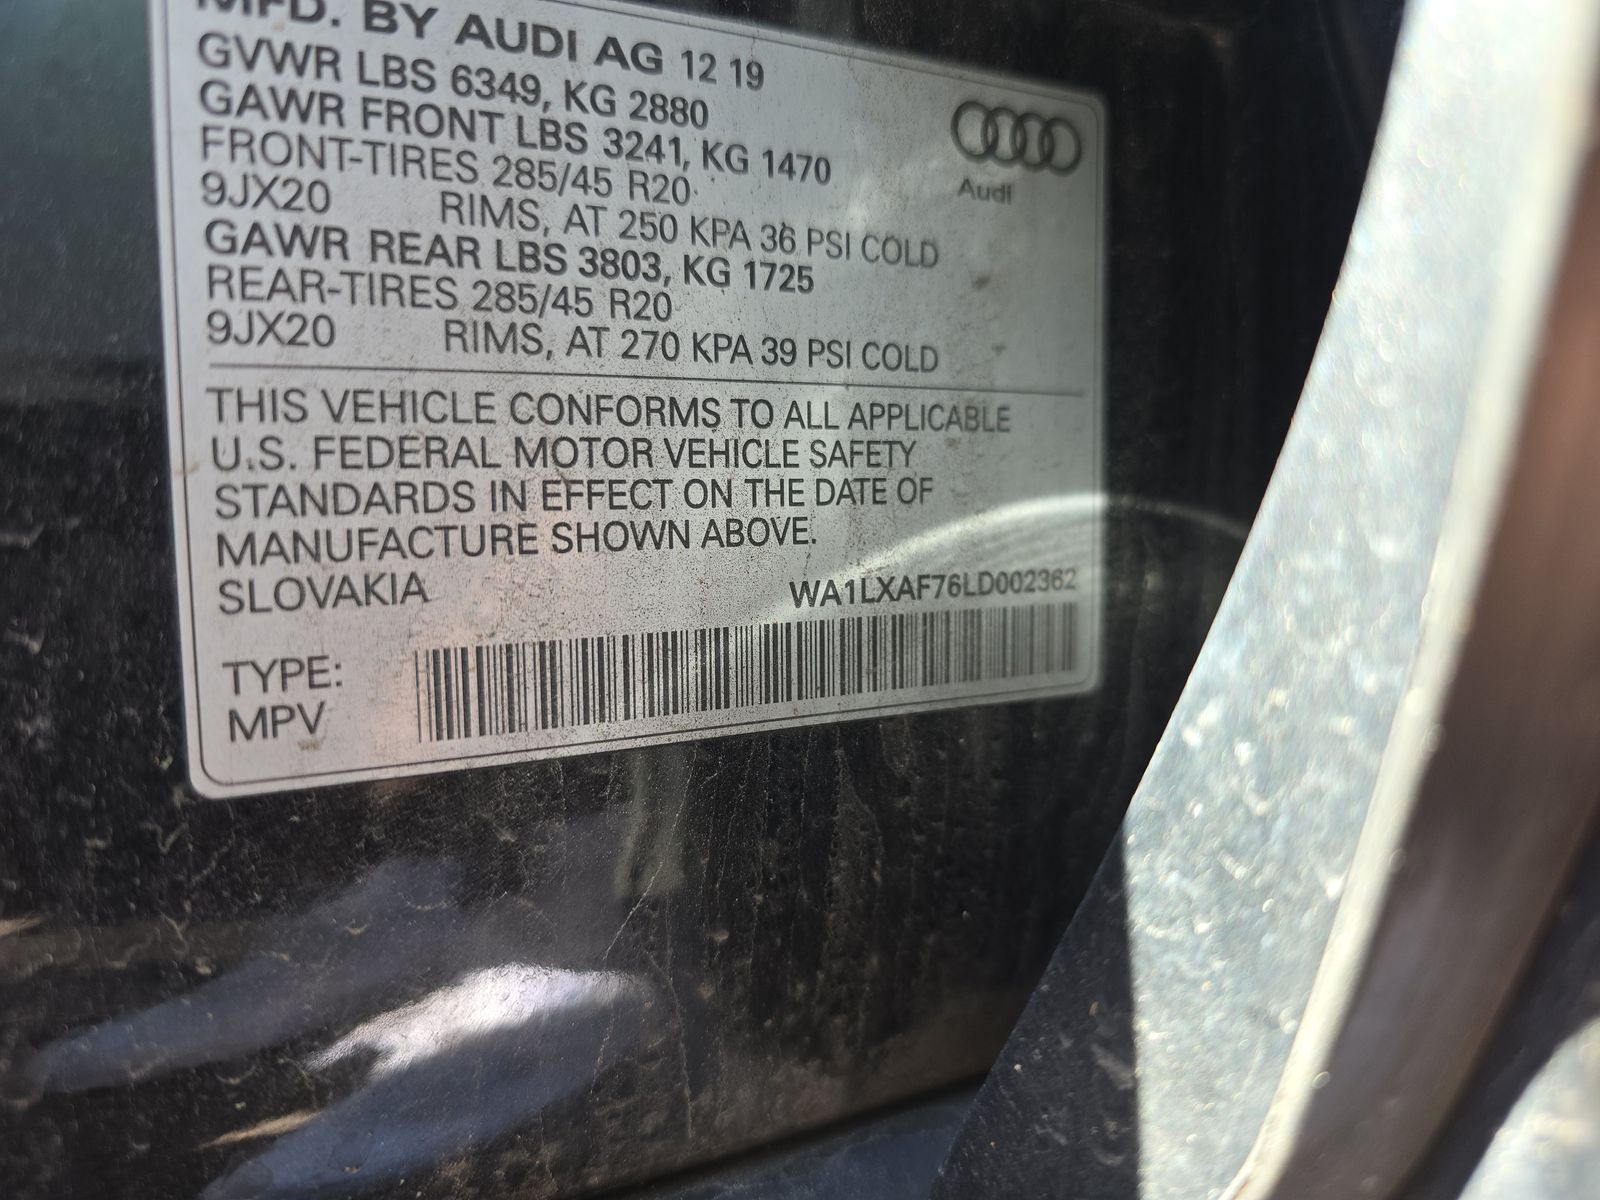 MFD. BY AUDI AG 12 19
GVWR LBS 6349, KG 2880
GAWR FRONT LBS 3241, KG 1470
FRONT-TIRES 285/45 R20
9JX20 RIMS, AT 250 KPA 36 PSI COLD
GAWR REAR LBS 3803, KG 1725
REAR-TIRES 285/45 R20
9JX20 RIMS, AT 270 KPA 39 PSI COLD
Audi
THIS VEHICLE CONFORMS TO ALL APPLICABLE
U.S. FEDERAL MOTOR VEHICLE SAFETY
STANDARDS IN EFFECT ON THE DATE OF
MANUFACTURE SHOWN ABOVE.
SLOVAKIA WA1LXAF76LD002362
TYPE:
MPV